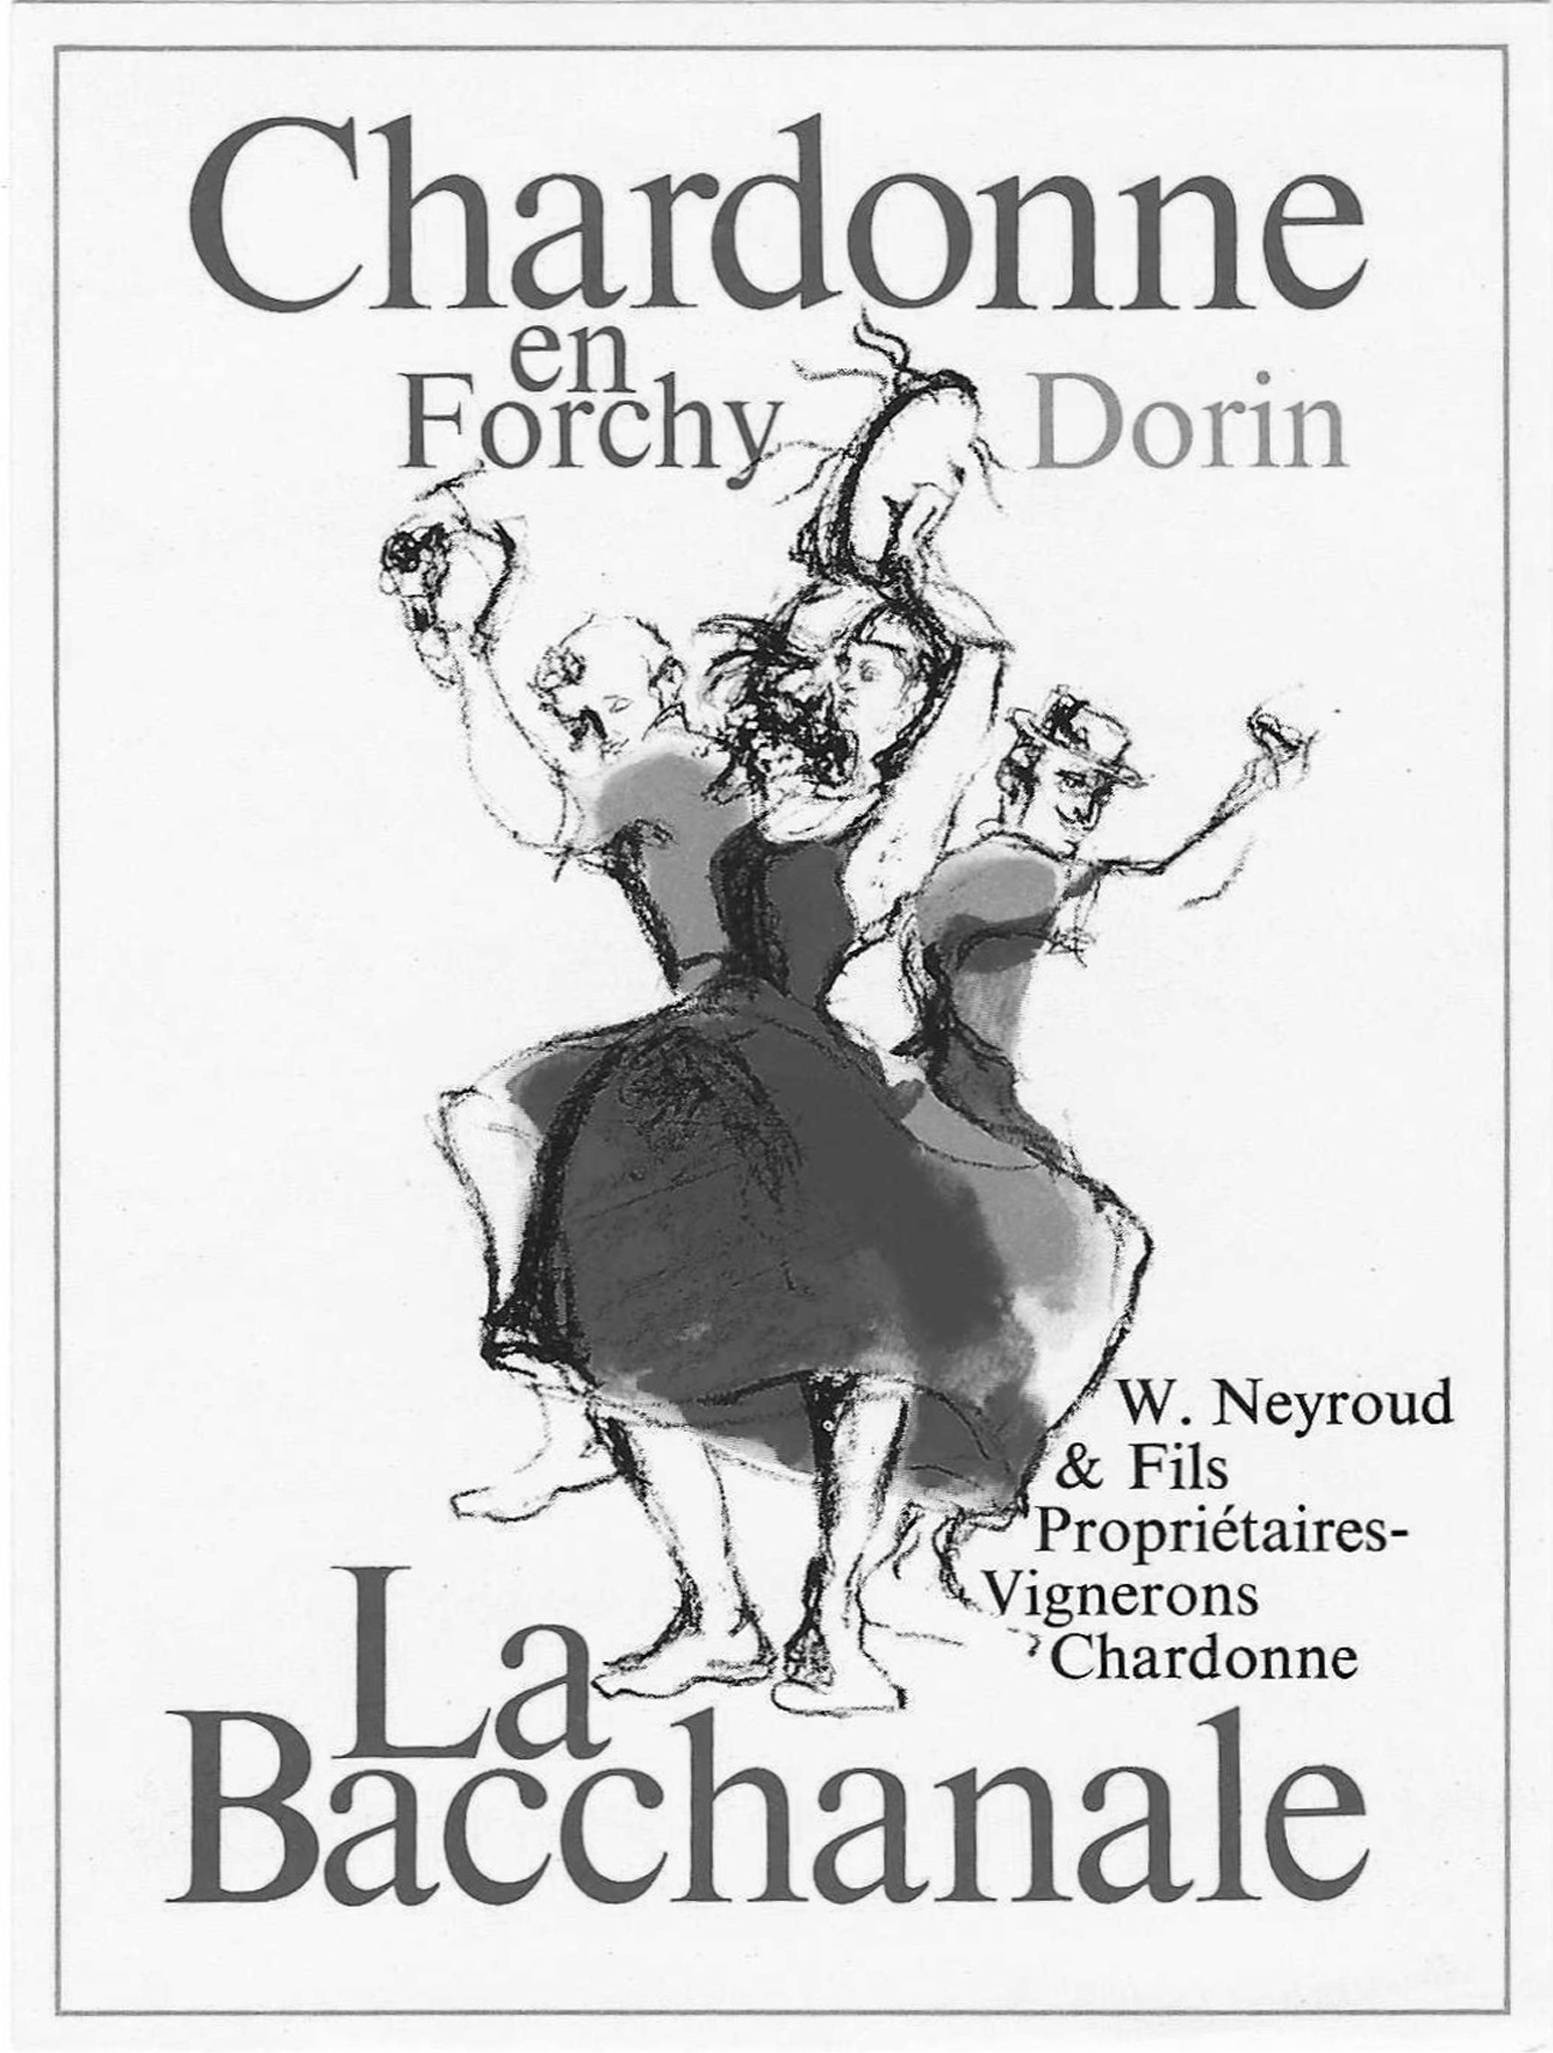 Chardonne
en
Forchy Dorin
W. Neyroud
& Fils
Propriétaires-
Vignerons
Chardonne
La
Bacchanale